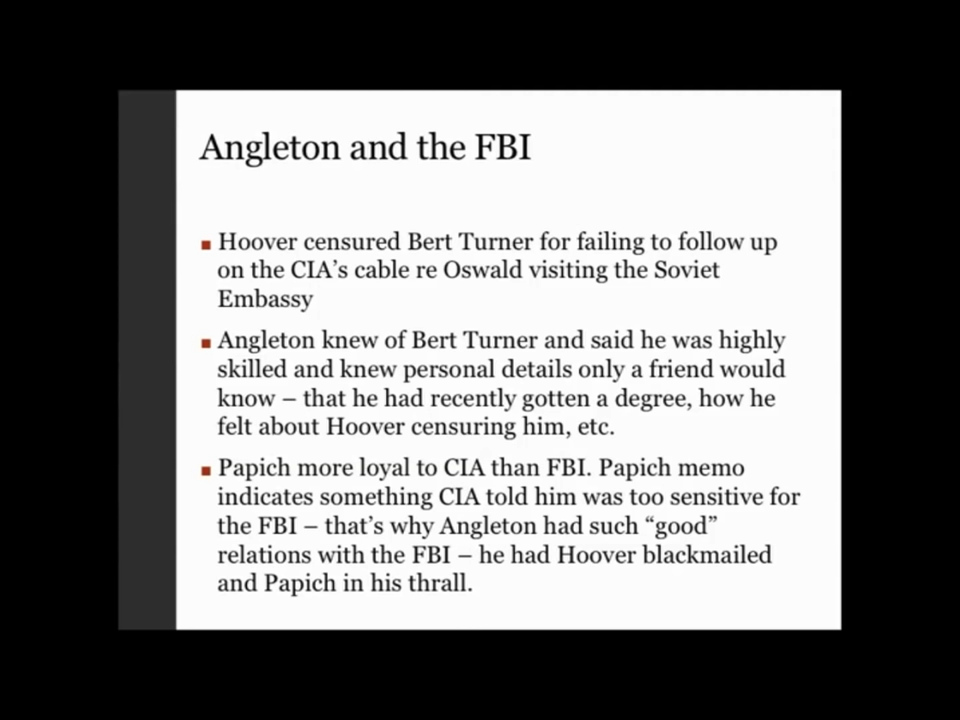 Angleton and the FBI
▪ Hoover censured Bert Turner for failing to follow up
on the CIA's cable re Oswald visiting the Soviet
Embassy
▪ Angleton knew of Bert Turner and said he was highly
skilled and knew personal details only a friend would
know – that he had recently gotten a degree, how he
felt about Hoover censuring him, etc.
▪ Papich more loyal to CIA than FBI. Papich memo
indicates something CIA told him was too sensitive for
the FBI – that's why Angleton had such “good”
relations with the FBI – he had Hoover blackmailed
and Papich in his thrall.